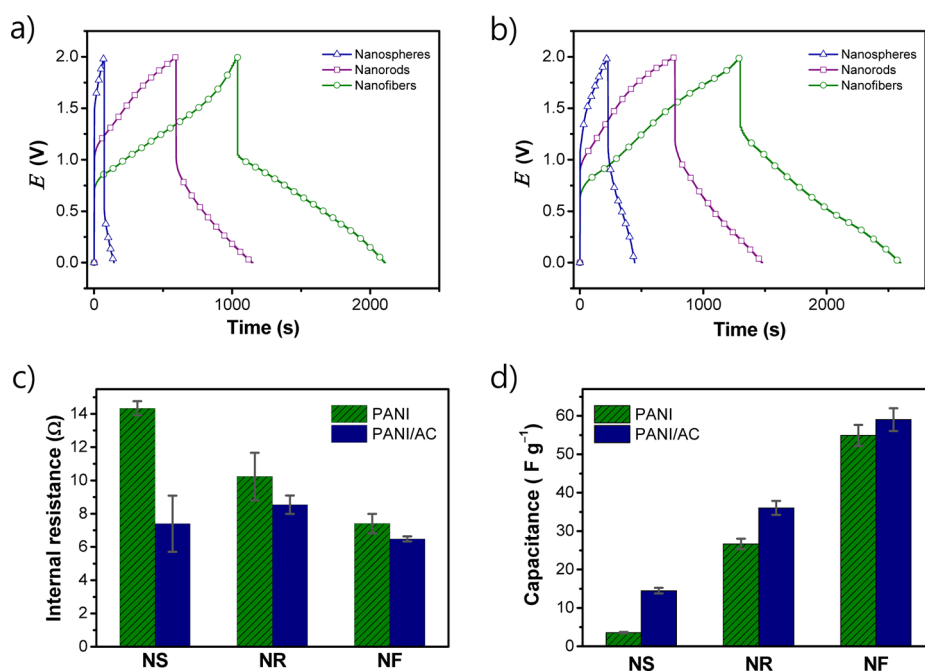 a)
2.0
1.5
1.0
0.5
0.0
E (V)
Nanospheres
Nanorods
Nanofibers
0
1000
2000
Time (s)
b)
2.0
1.5
1.0
0.5
0.0
E (V)
Nanospheres
Nanorods
Nanofibers
0
1000
2000
Time (s)
c)
14
12
10
8
6
4
2
0
Internal resistance (Ω)
PANI
PANI/AC
NS
NR
NF
d)
60
50
40
30
20
10
0
Capacitance ( F g⁻¹)
PANI
PANI/AC
NS
NR
NF